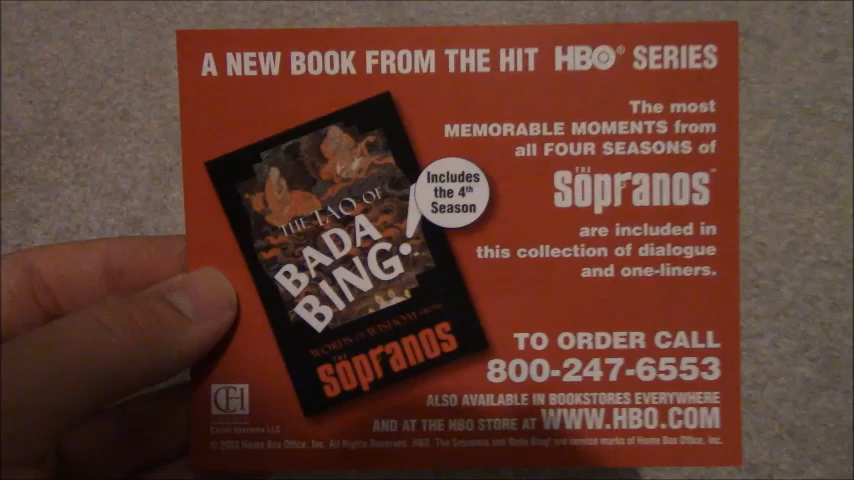 A NEW BOOK FROM THE HIT HBO® SERIES
The most
MEMORABLE MOMENTS from
all FOUR SEASONS of
THE
Sopranos™
are included in
this collection of dialogue
and one-liners.
Includes
the 4th
Season
THE TAO OF
BADA
BING!
WORDS OF WISDOM FROM
THE
Sopranos
TO ORDER CALL
800-247-6553
ALSO AVAILABLE IN BOOKSTORES EVERYWHERE
AND AT THE HBO STORE AT WWW.HBO.COM
© 2003 Home Box Office, Inc. All Rights Reserved. HBO, The Sopranos and Bada Bing! are service marks of Home Box Office, Inc.